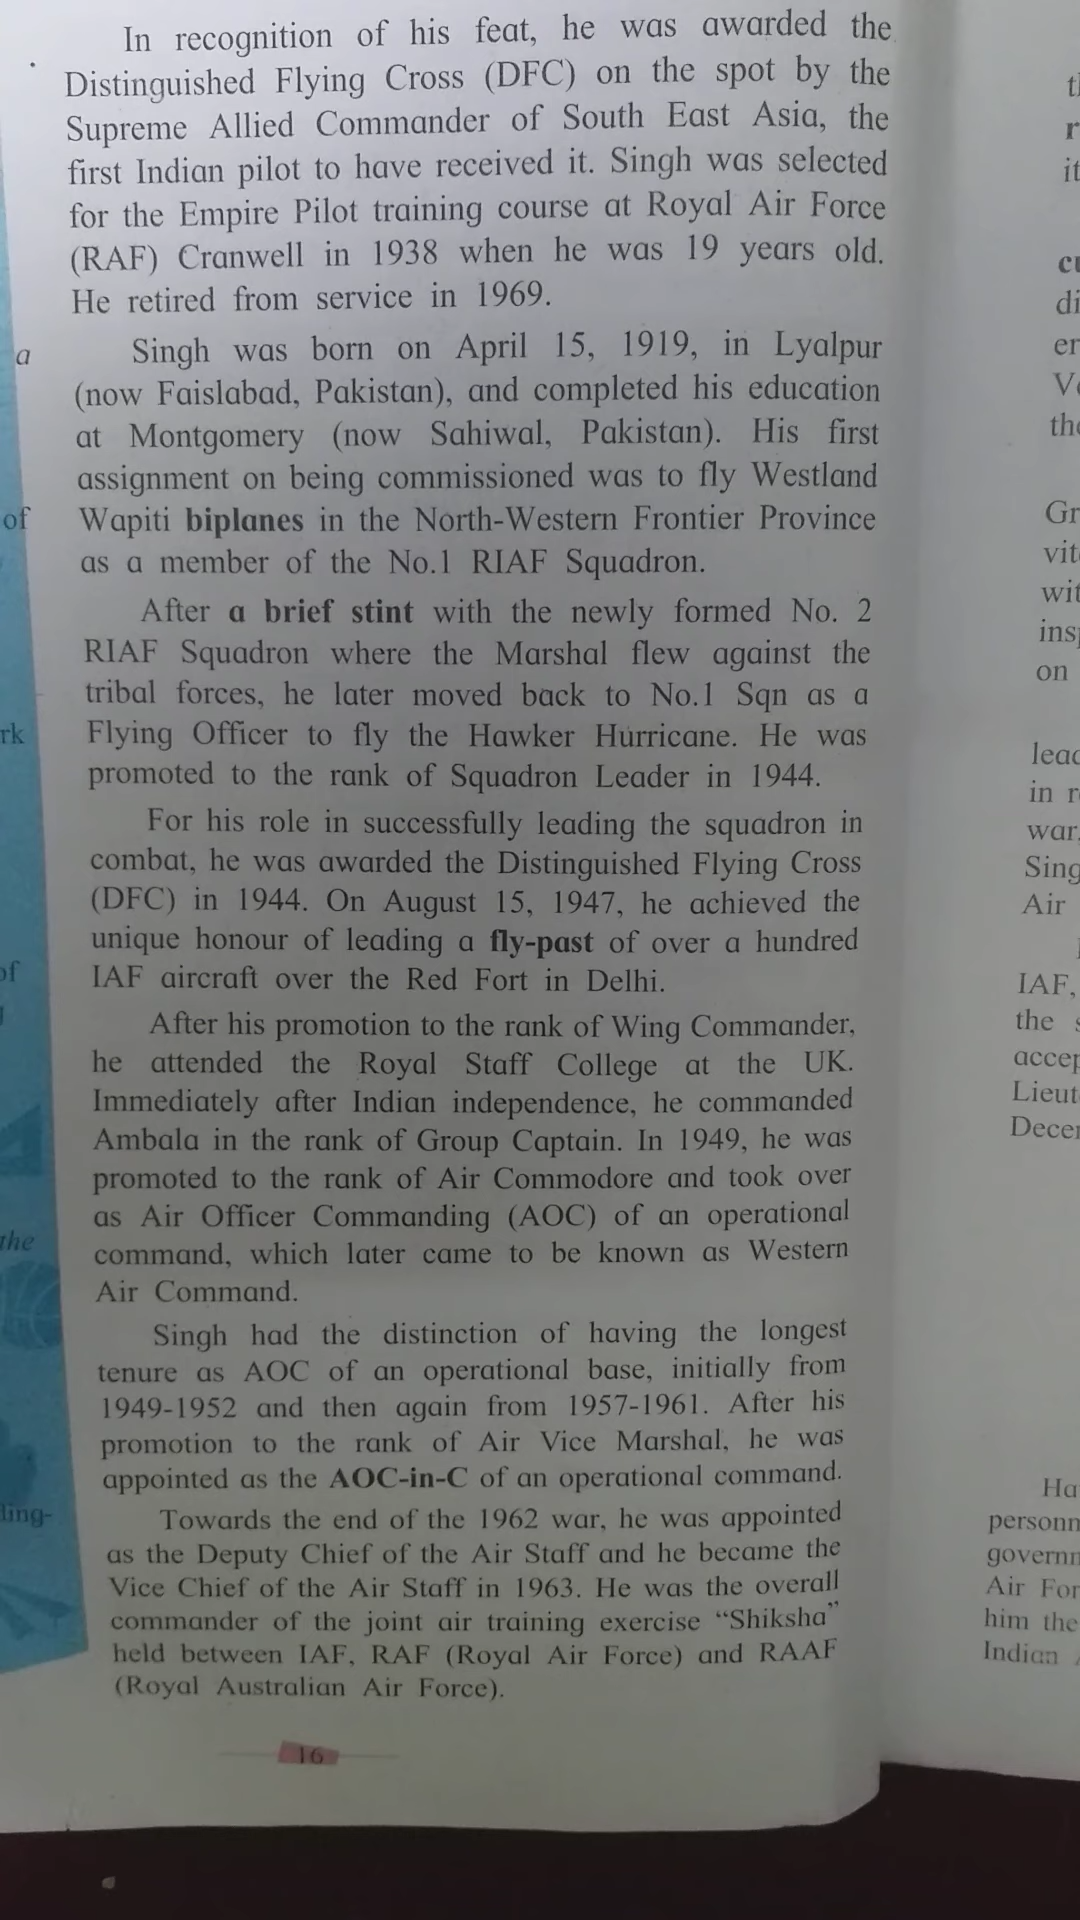 In recognition of his feat, he was awarded the
Distinguished Flying Cross (DFC) on the spot by the
Supreme Allied Commander of South East Asia, the
first Indian pilot to have received it. Singh was selected
for the Empire Pilot training course at Royal Air Force
(RAF) Cranwell in 1938 when he was 19 years old.
He retired from service in 1969.
Singh was born on April 15, 1919, in Lyalpur
(now Faislabad, Pakistan), and completed his education
at Montgomery (now Sahiwal, Pakistan). His first
assignment on being commissioned was to fly Westland
Wapiti biplanes in the North-Western Frontier Province
as a member of the No.1 RIAF Squadron.
After a brief stint with the newly formed No. 2
RIAF Squadron where the Marshal flew against the
tribal forces, he later moved back to No.1 Sqn as a
Flying Officer to fly the Hawker Hurricane. He was
promoted to the rank of Squadron Leader in 1944.
For his role in successfully leading the squadron in
combat, he was awarded the Distinguished Flying Cross
(DFC) in 1944. On August 15, 1947, he achieved the
unique honour of leading a fly-past of over a hundred
IAF aircraft over the Red Fort in Delhi.
After his promotion to the rank of Wing Commander,
he attended the Royal Staff College at the UK.
Immediately after Indian independence, he commanded
Ambala in the rank of Group Captain. In 1949, he was
promoted to the rank of Air Commodore and took over
as Air Officer Commanding (AOC) of an operational
command, which later came to be known as Western
Air Command.
Singh had the distinction of having the longest
tenure as AOC of an operational base, initially from
1949-1952 and then again from 1957-1961. After his
promotion to the rank of Air Vice Marshal, he was
appointed as the AOC-in-C of an operational command.
Towards the end of the 1962 war, he was appointed
as the Deputy Chief of the Air Staff and he became the
Vice Chief of the Air Staff in 1963. He was the overall
commander of the joint air training exercise “Shiksha”
held between IAF, RAF (Royal Air Force) and RAAF
(Royal Australian Air Force).
16
a
of
the
on
in
war.
Air
IAF,
the
Air
him the
Indian